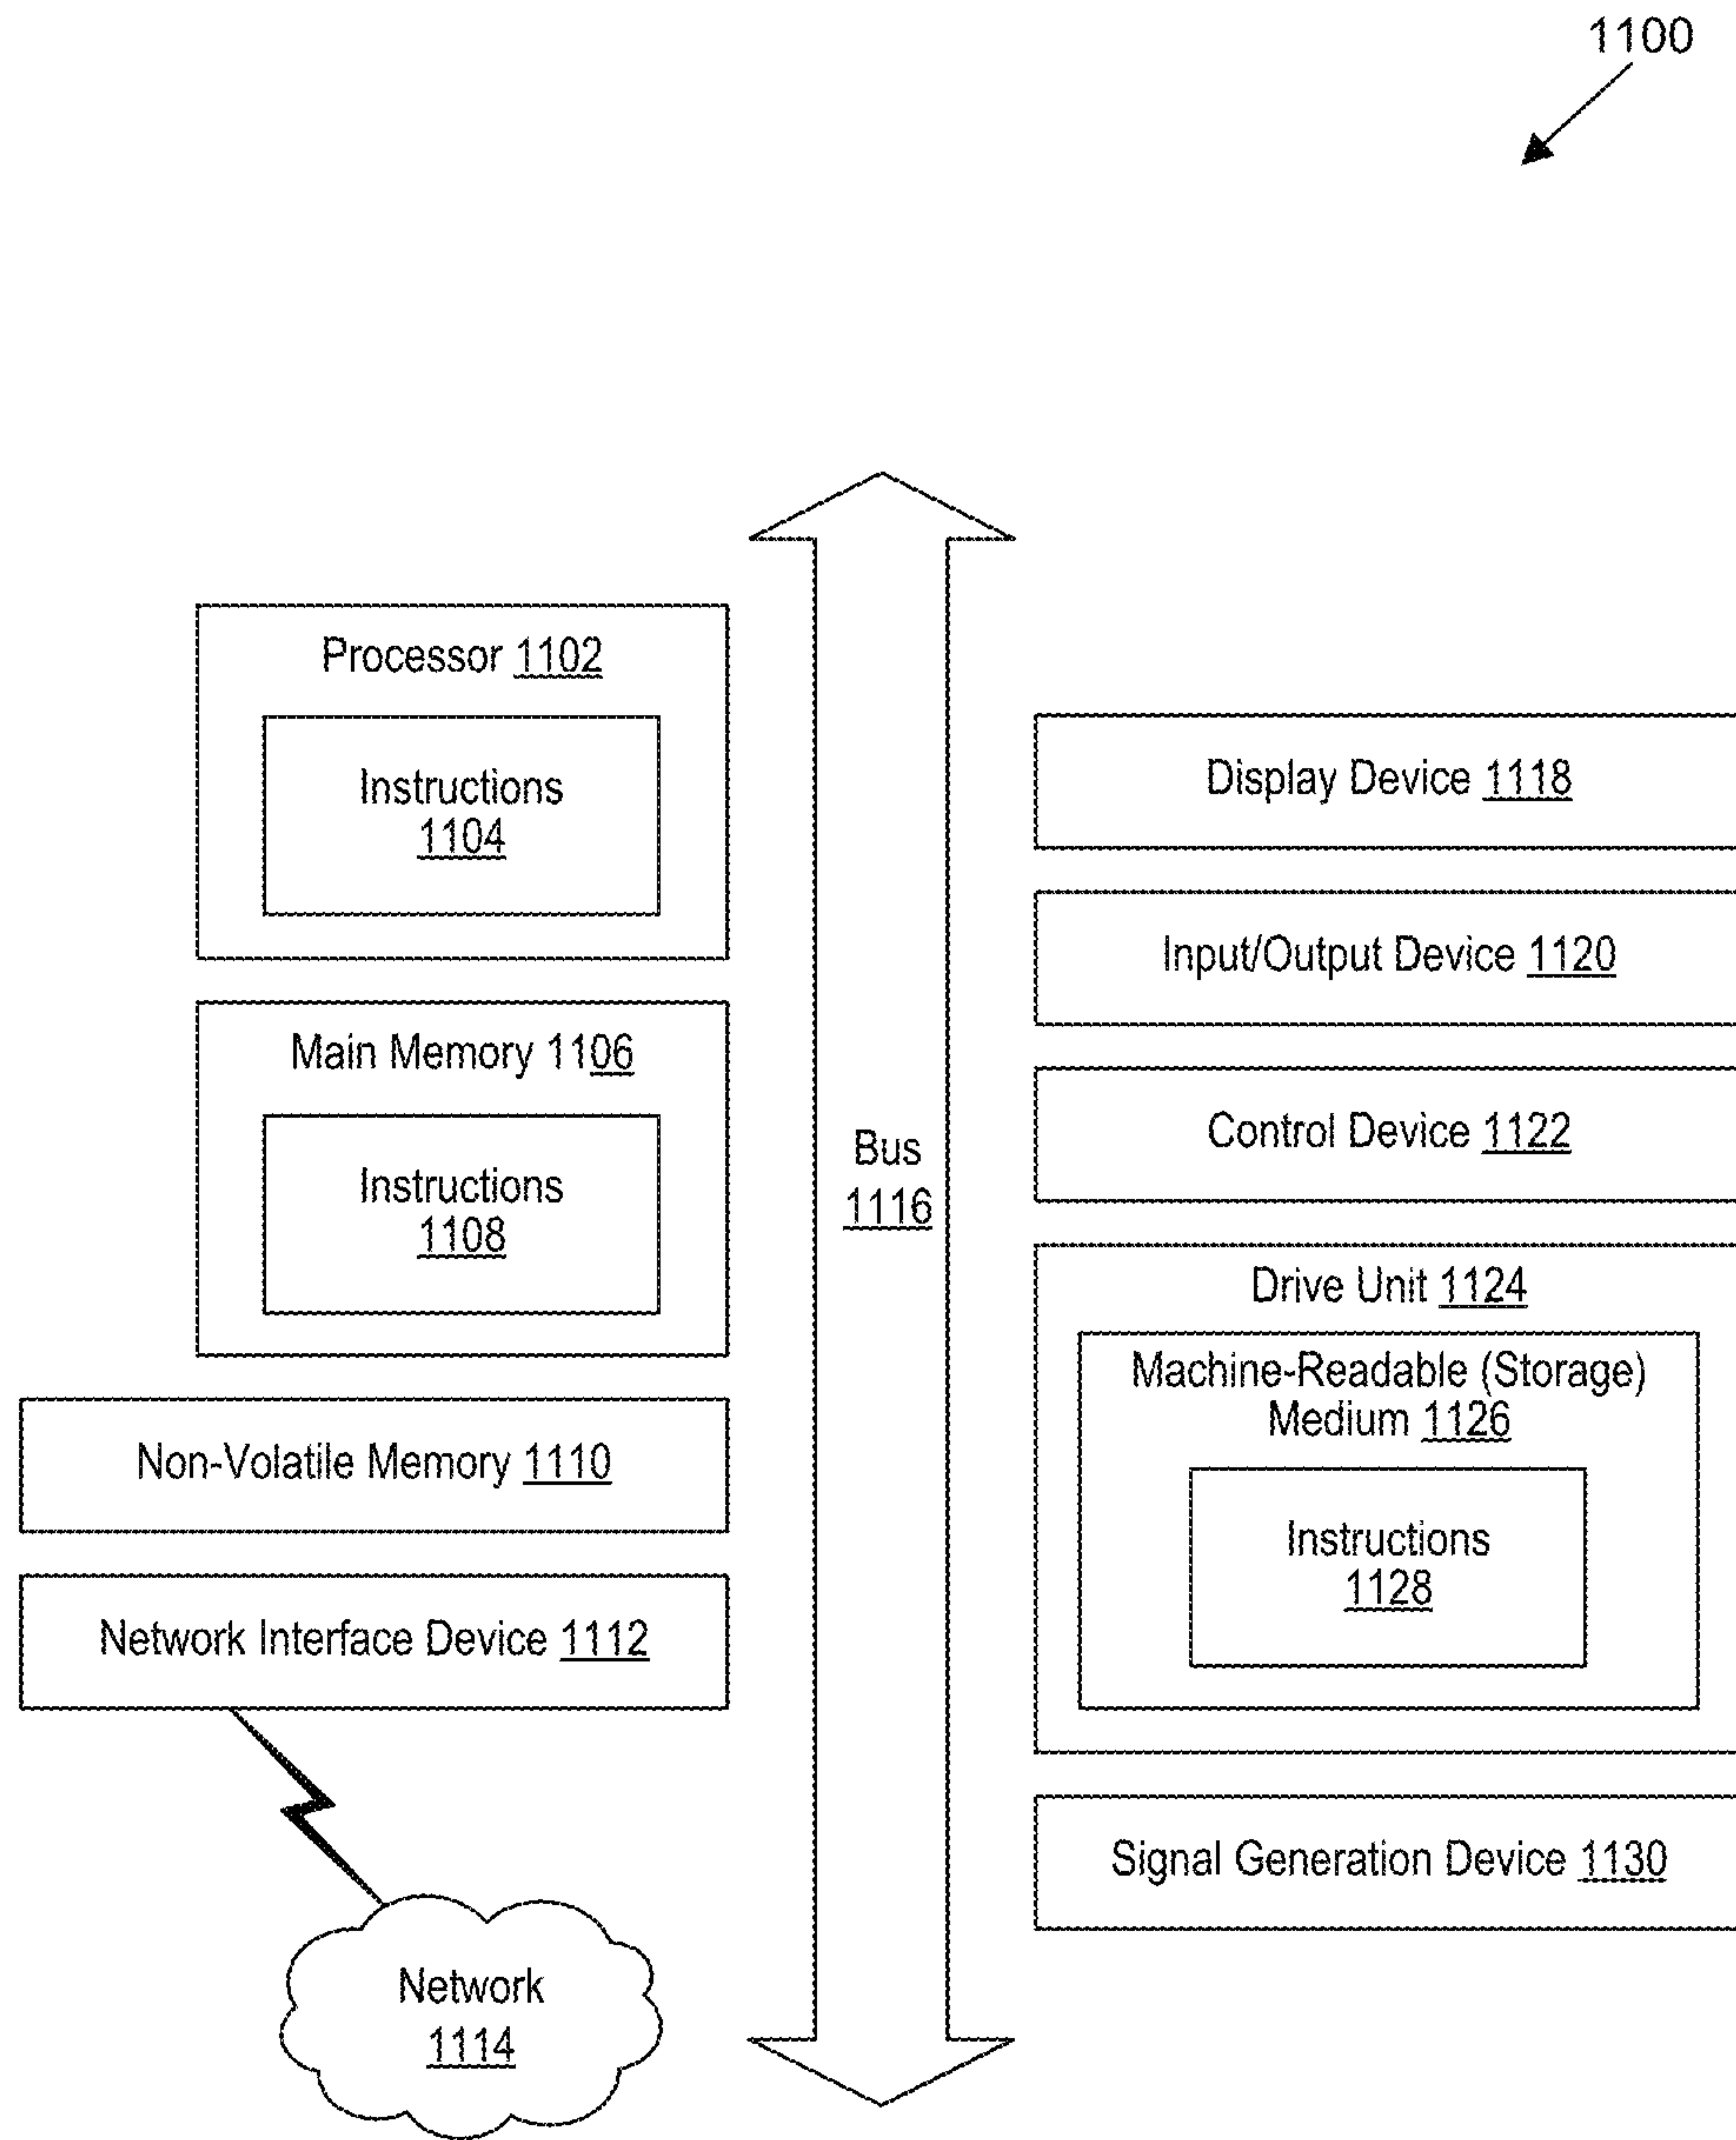 1100
Processor 1102
Instructions
1104
Main Memory 1106
Instructions
1108
Non-Volatile Memory 1110
Network Interface Device 1112
Network
1114
Bus
1116
Display Device 1118
Input/Output Device 1120
Control Device 1122
Drive Unit 1124
Machine-Readable (Storage)
Medium 1126
Instructions
1128
Signal Generation Device 1130